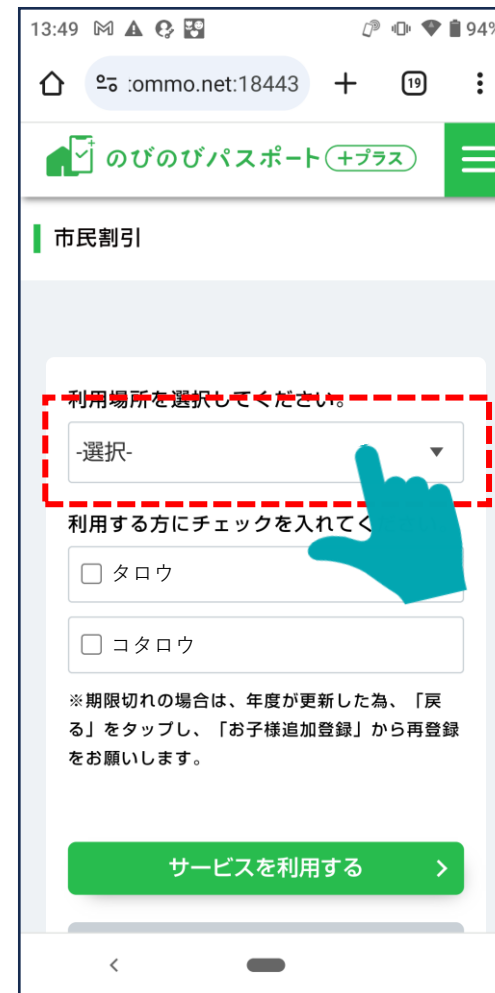 13:49 94%
:ommo.net:18443 19
のびのびパスポート +プラス
市民割引
利用場所を選択してください。
-選択-
利用する方にチェックを入れてく
タロウ
コタロウ
※期限切れの場合は、年度が更新した為、「戻
る」をタップし、「お子様追加登録」から再登録
をお願いします。
サービスを利用する